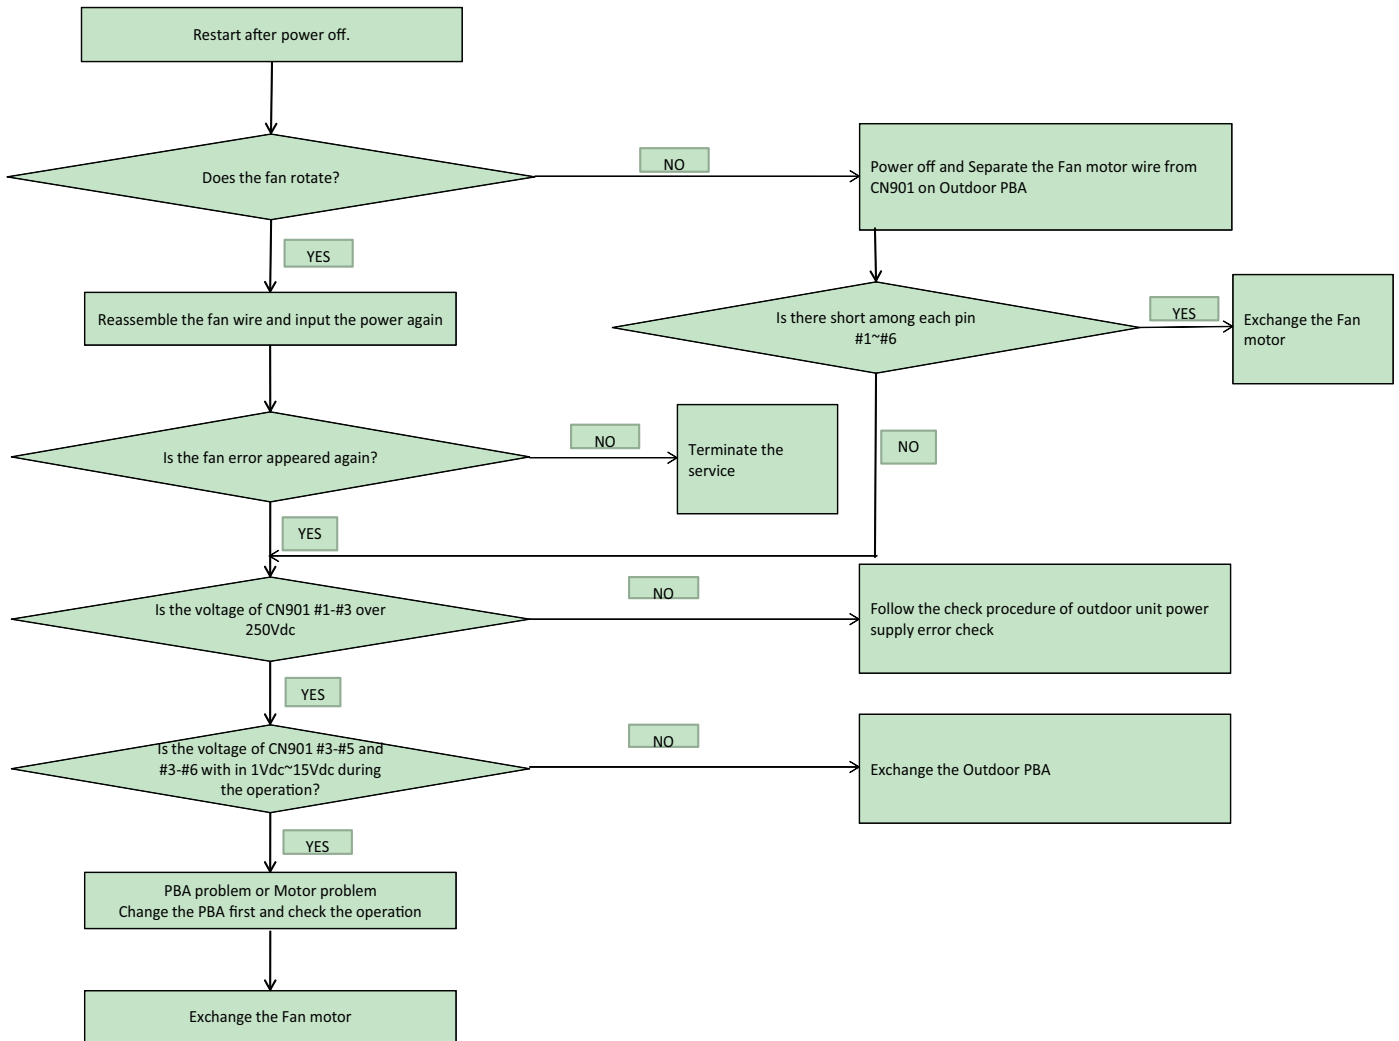 Restart after power off.
Does the fan rotate?
NO
Power off and Separate the Fan motor wire from
CN901 on Outdoor PBA
YES
Reassemble the fan wire and input the power again
Is there short among each pin
#1~#6
YES
Exchange the Fan
motor
Is the fan error appeared again?
NO
Terminate the
service
NO
YES
Is the voltage of CN901 #1-#3 over
250Vdc
NO
Follow the check procedure of outdoor unit power
supply error check
YES
Is the voltage of CN901 #3-#5 and
#3-#6 with in 1Vdc~15Vdc during
the operation?
NO
Exchange the Outdoor PBA
YES
PBA problem or Motor problem
Change the PBA first and check the operation
Exchange the Fan motor